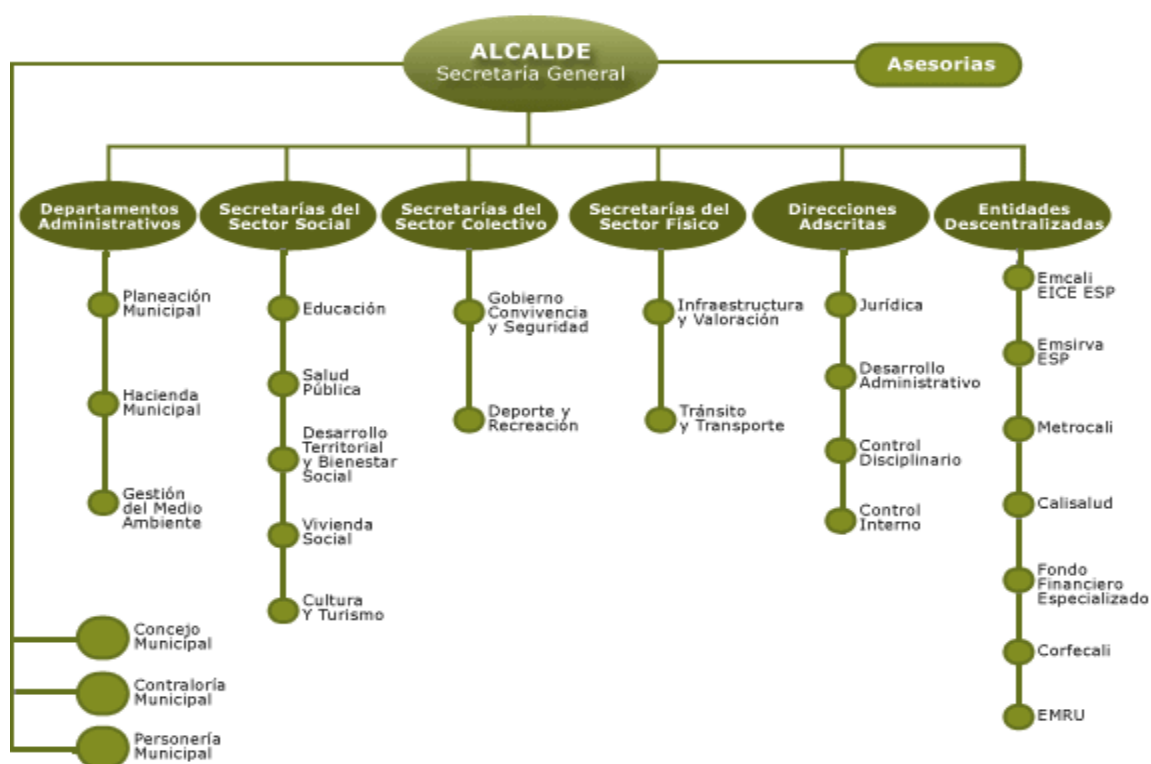 ALCALDE
Secretaría General
Asesorias
Departamentos
Administrativos
Planeación
Municipal
Hacienda
Municipal
Gestión
del Medio
Ambiente
Secretarías del
Sector Social
Educación
Salud
Pública
Desarrollo
Territorial
y Bienestar
Social
Vivienda
Social
Cultura
Y Turismo
Secretarías del
Sector Colectivo
Gobierno
Convivencia
y Seguridad
Deporte y
Recreación
Secretarías del
Sector Físico
Infraestructura
y Valoración
Tránsito
y Transporte
Direcciones
Adscritas
Jurídica
Desarrollo
Administrativo
Control
Disciplinario
Control
Interno
Entidades
Descentralizadas
Emcali
EICE ESP
Emsirva
ESP
Metrocali
Calisalud
Fondo
Financiero
Especializado
Corfecali
EMRU
Concejo
Municipal
Contraloría
Municipal
Personería
Municipal